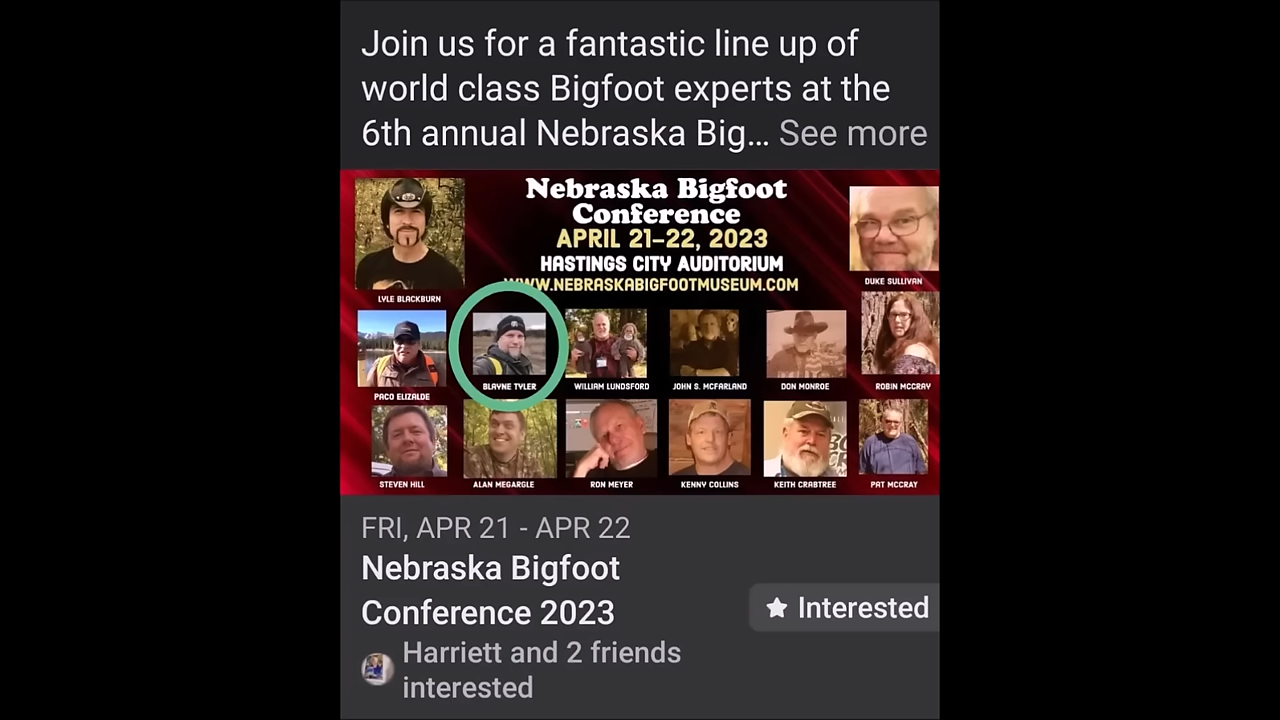 Join us for a fantastic line up of
world class Bigfoot experts at the
6th annual Nebraska Big... See more
Nebraska Bigfoot
Conference
APRIL 21-22, 2023
HASTINGS CITY AUDITORIUM
WWW.NEBRASKABIGFOOTMUSEUM.COM
LYLE BLACKBURN
DUKE SULLIVAN
PACO ELIZALDE
BLAYNE TYLER
WILLIAM LUNDSFORD
JOHN S. MCFARLAND
DON MONROE
ROBIN MCCRAY
STEVEN HILL
ALAN MEGARGLE
RON MEYER
KENNY COLLINS
KEITH CRABTREE
PAT MCCRAY
FRI, APR 21 - APR 22
Nebraska Bigfoot
Conference 2023
Interested
Harriett and 2 friends
interested